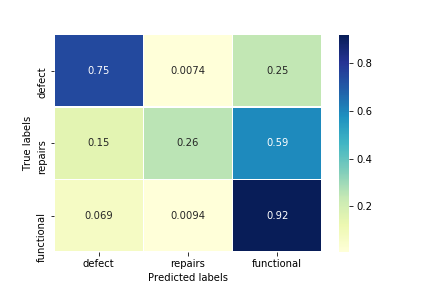 0.75 0.0074 0.25
0.15 0.26 0.59
0.069 0.0094 0.92
defect
repairs
functional
True labels
defect repairs functional
Predicted labels
0.8
0.6
0.4
0.2